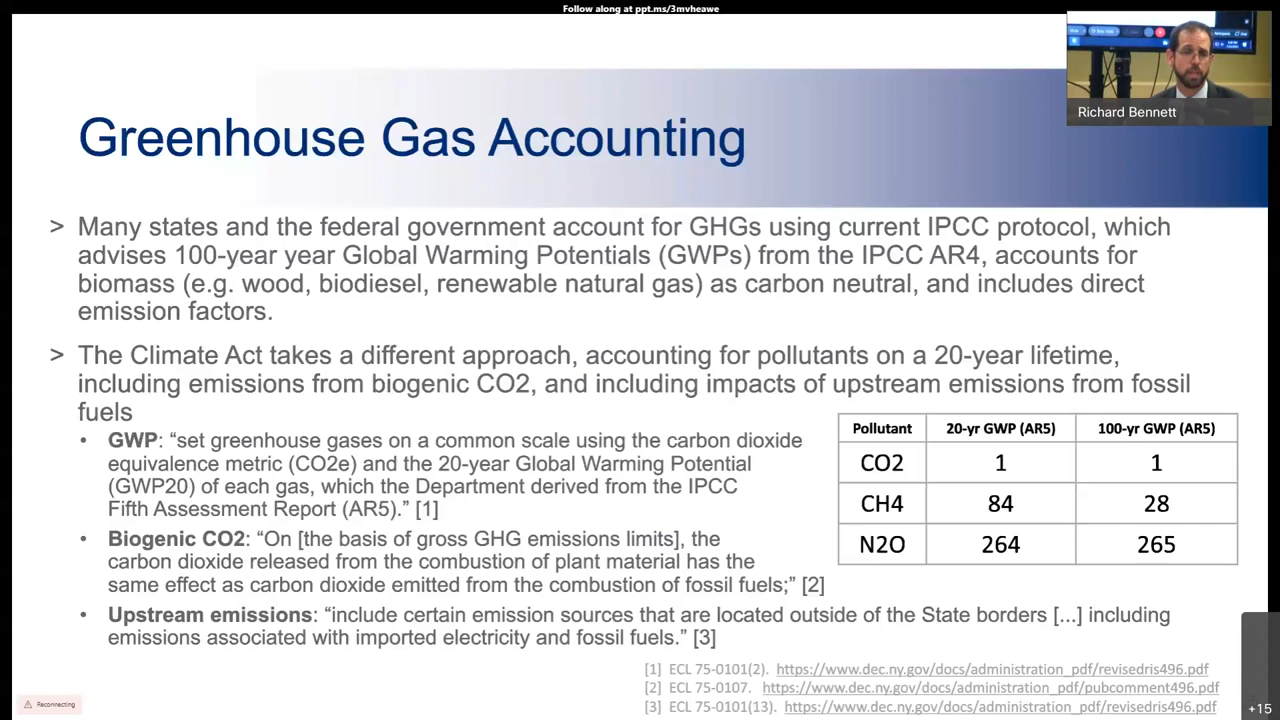 Follow along at ppt.ms/3mvheawe
Richard Bennett
Greenhouse Gas Accounting
> Many states and the federal government account for GHGs using current IPCC protocol, which
advises 100-year year Global Warming Potentials (GWPs) from the IPCC AR4, accounts for
biomass (e.g. wood, biodiesel, renewable natural gas) as carbon neutral, and includes direct
emission factors.
> The Climate Act takes a different approach, accounting for pollutants on a 20-year lifetime,
including emissions from biogenic CO2, and including impacts of upstream emissions from fossil
fuels
• GWP: “set greenhouse gases on a common scale using the carbon dioxide
equivalence metric (CO2e) and the 20-year Global Warming Potential
(GWP20) of each gas, which the Department derived from the IPCC
Fifth Assessment Report (AR5).” [1]
• Biogenic CO2: “On [the basis of gross GHG emissions limits], the
carbon dioxide released from the combustion of plant material has the
same effect as carbon dioxide emitted from the combustion of fossil fuels;” [2]
• Upstream emissions: “include certain emission sources that are located outside of the State borders [...] including
emissions associated with imported electricity and fossil fuels.” [3]
Pollutant 20-yr GWP (AR5) 100-yr GWP (AR5)
CO2 1 1
CH4 84 28
N2O 264 265
[1] ECL 75-0101(2). https://www.dec.ny.gov/docs/administration_pdf/revisedris496.pdf
[2] ECL 75-0107. https://www.dec.ny.gov/docs/administration_pdf/pubcomment496.pdf
[3] ECL 75-0101(13). https://www.dec.ny.gov/docs/administration_pdf/revisedris496.pdf
Reconnecting
+15